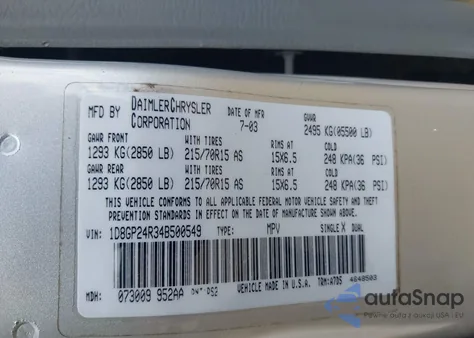 MFD BY DAIMLERCHRYSLER CORPORATION DATE OF MFR 7-03 GVWR 2495 KG(05500 LB)
GAWR FRONT WITH TIRES RIMS AT COLD
1293 KG(2850 LB) 215/70R15 AS 15X6.5 248 KPA(36 PSI)
GAWR REAR WITH TIRES RIMS AT COLD
1293 KG(2850 LB) 215/70R15 AS 15X6.5 248 KPA(36 PSI)
THIS VEHICLE CONFORMS TO ALL APPLICABLE FEDERAL MOTOR VEHICLE SAFETY AND THEFT
PREVENTION STANDARDS IN EFFECT ON THE DATE OF MANUFACTURE SHOWN ABOVE.
VIN: 1D8GP24R34B500549 TYPE: MPV SINGLE X DUAL
MDH: 073009 952AA VEHICLE MADE IN U.S.A. 4648503
autoSnap